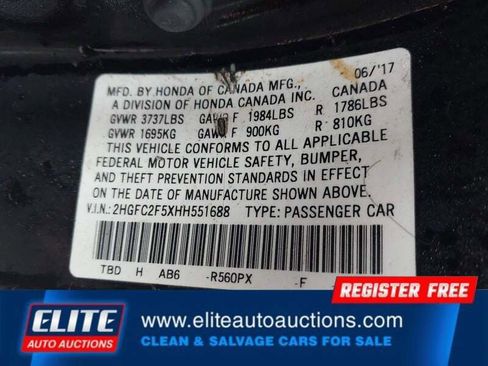 MFD. BY HONDA OF CANADA MFG., 06/'17
A DIVISION OF HONDA CANADA INC. CANADA
GVWR 3737LBS GAWR F 1984LBS R 1786LBS
GVWR 1695KG GAWR F 900KG R 810KG
THIS VEHICLE CONFORMS TO ALL APPLICABLE
FEDERAL MOTOR VEHICLE SAFETY, BUMPER,
AND THEFT PREVENTION STANDARDS IN EFFECT
ON THE DATE OF MANUFACTURE SHOWN ABOVE.
V.I.N.: 2HGFC2F5XHH551688 TYPE: PASSENGER CAR
TBD H AB6 -R560PX -F
REGISTER FREE
ELITE
AUTO AUCTIONS
www.eliteautoauctions.com
CLEAN & SALVAGE CARS FOR SALE